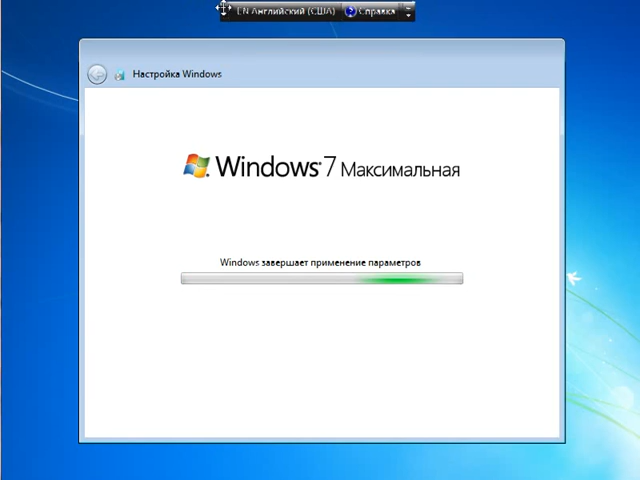 EN Английский (США) Справка
Настройка Windows
Windows 7 Максимальная
Windows завершает применение параметров